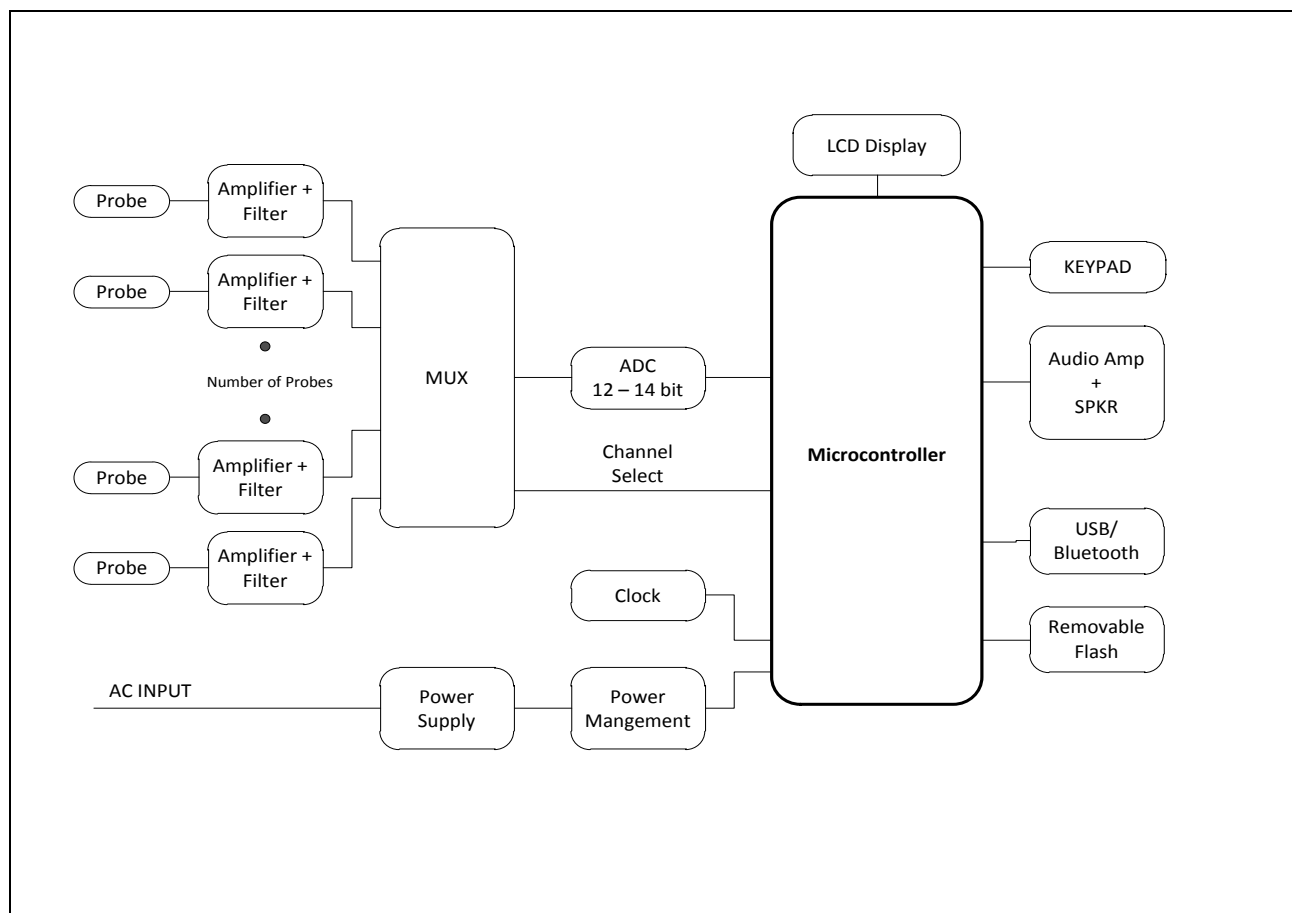 LCD Display
Probe
Amplifier +
Filter
Probe
Amplifier +
Filter
Number of Probes
Probe
Amplifier +
Filter
Probe
Amplifier +
Filter
MUX
ADC
12 – 14 bit
Channel
Select
Microcontroller
KEYPAD
Audio Amp
+
SPKR
USB/
Bluetooth
Removable
Flash
Clock
AC INPUT
Power
Supply
Power
Mangement